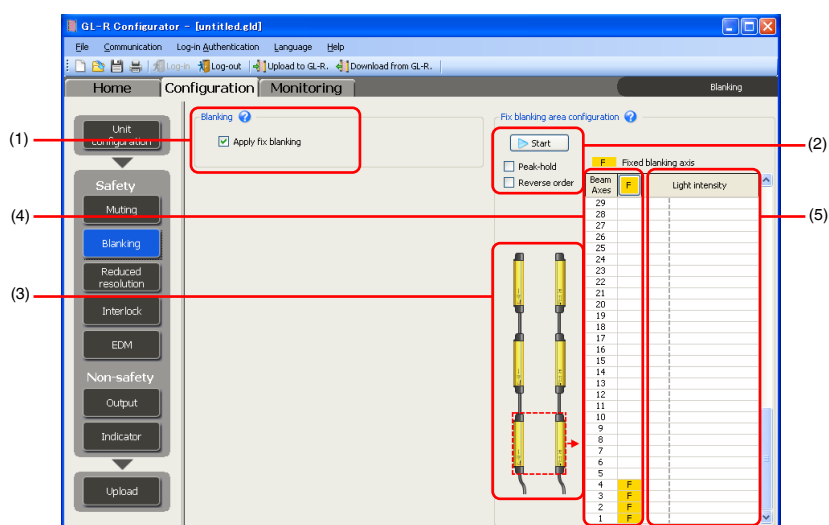 GL-R Configurator - [untitled.gld]
File Communication Log-in Authentication Language Help
Log-in Log-out Upload to GL-R. Download from GL-R.
Home Configuration Monitoring Blanking
(1)
(2)
(3)
(4)
(5)
Unit configuration
Safety
Muting
Blanking
Reduced resolution
Interlock
EDM
Non-safety
Output
Indicator
Upload
Blanking ?
Apply fix blanking
Fix blanking area configuration ?
Start
Peak-hold
Reverse order
F Fixed blanking axis
Beam Axes F Light intensity
29
28
27
26
25
24
23
22
21
20
19
18
17
16
15
14
13
12
11
10
9
8
7
6
5
4 F
3 F
2 F
1 F